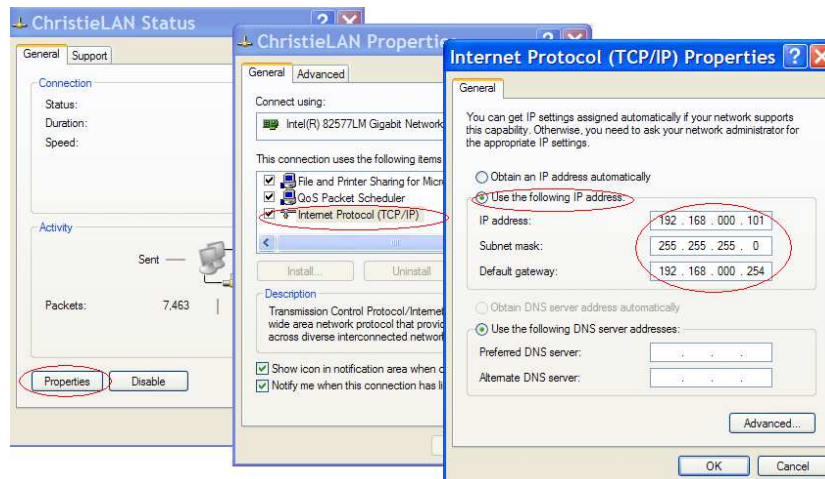 ChristieLAN Status
General Support
Connection
Status:
Duration:
Speed:
Activity
Sent
Packets: 7,463
Properties Disable
ChristieLAN Properties
General Advanced
Connect using:
Intel(R) 82577LM Gigabit Network
This connection uses the following items
File and Printer Sharing for Micro
QoS Packet Scheduler
Internet Protocol (TCP/IP)
Install... Uninstall
Description
Transmission Control Protocol/Internet
wide area network protocol that provid
across diverse interconnected network
Show icon in notification area when c
Notify me when this connection has li
Internet Protocol (TCP/IP) Properties
General
You can get IP settings assigned automatically if your network supports
this capability. Otherwise, you need to ask your network administrator for
the appropriate IP settings.
Obtain an IP address automatically
Use the following IP address:
IP address: 192 . 168 . 000 . 101
Subnet mask: 255 . 255 . 255 . 0
Default gateway: 192 . 168 . 000 . 254
Obtain DNS server address automatically
Use the following DNS server addresses:
Preferred DNS server: . . .
Alternate DNS server: . . .
Advanced...
OK Cancel